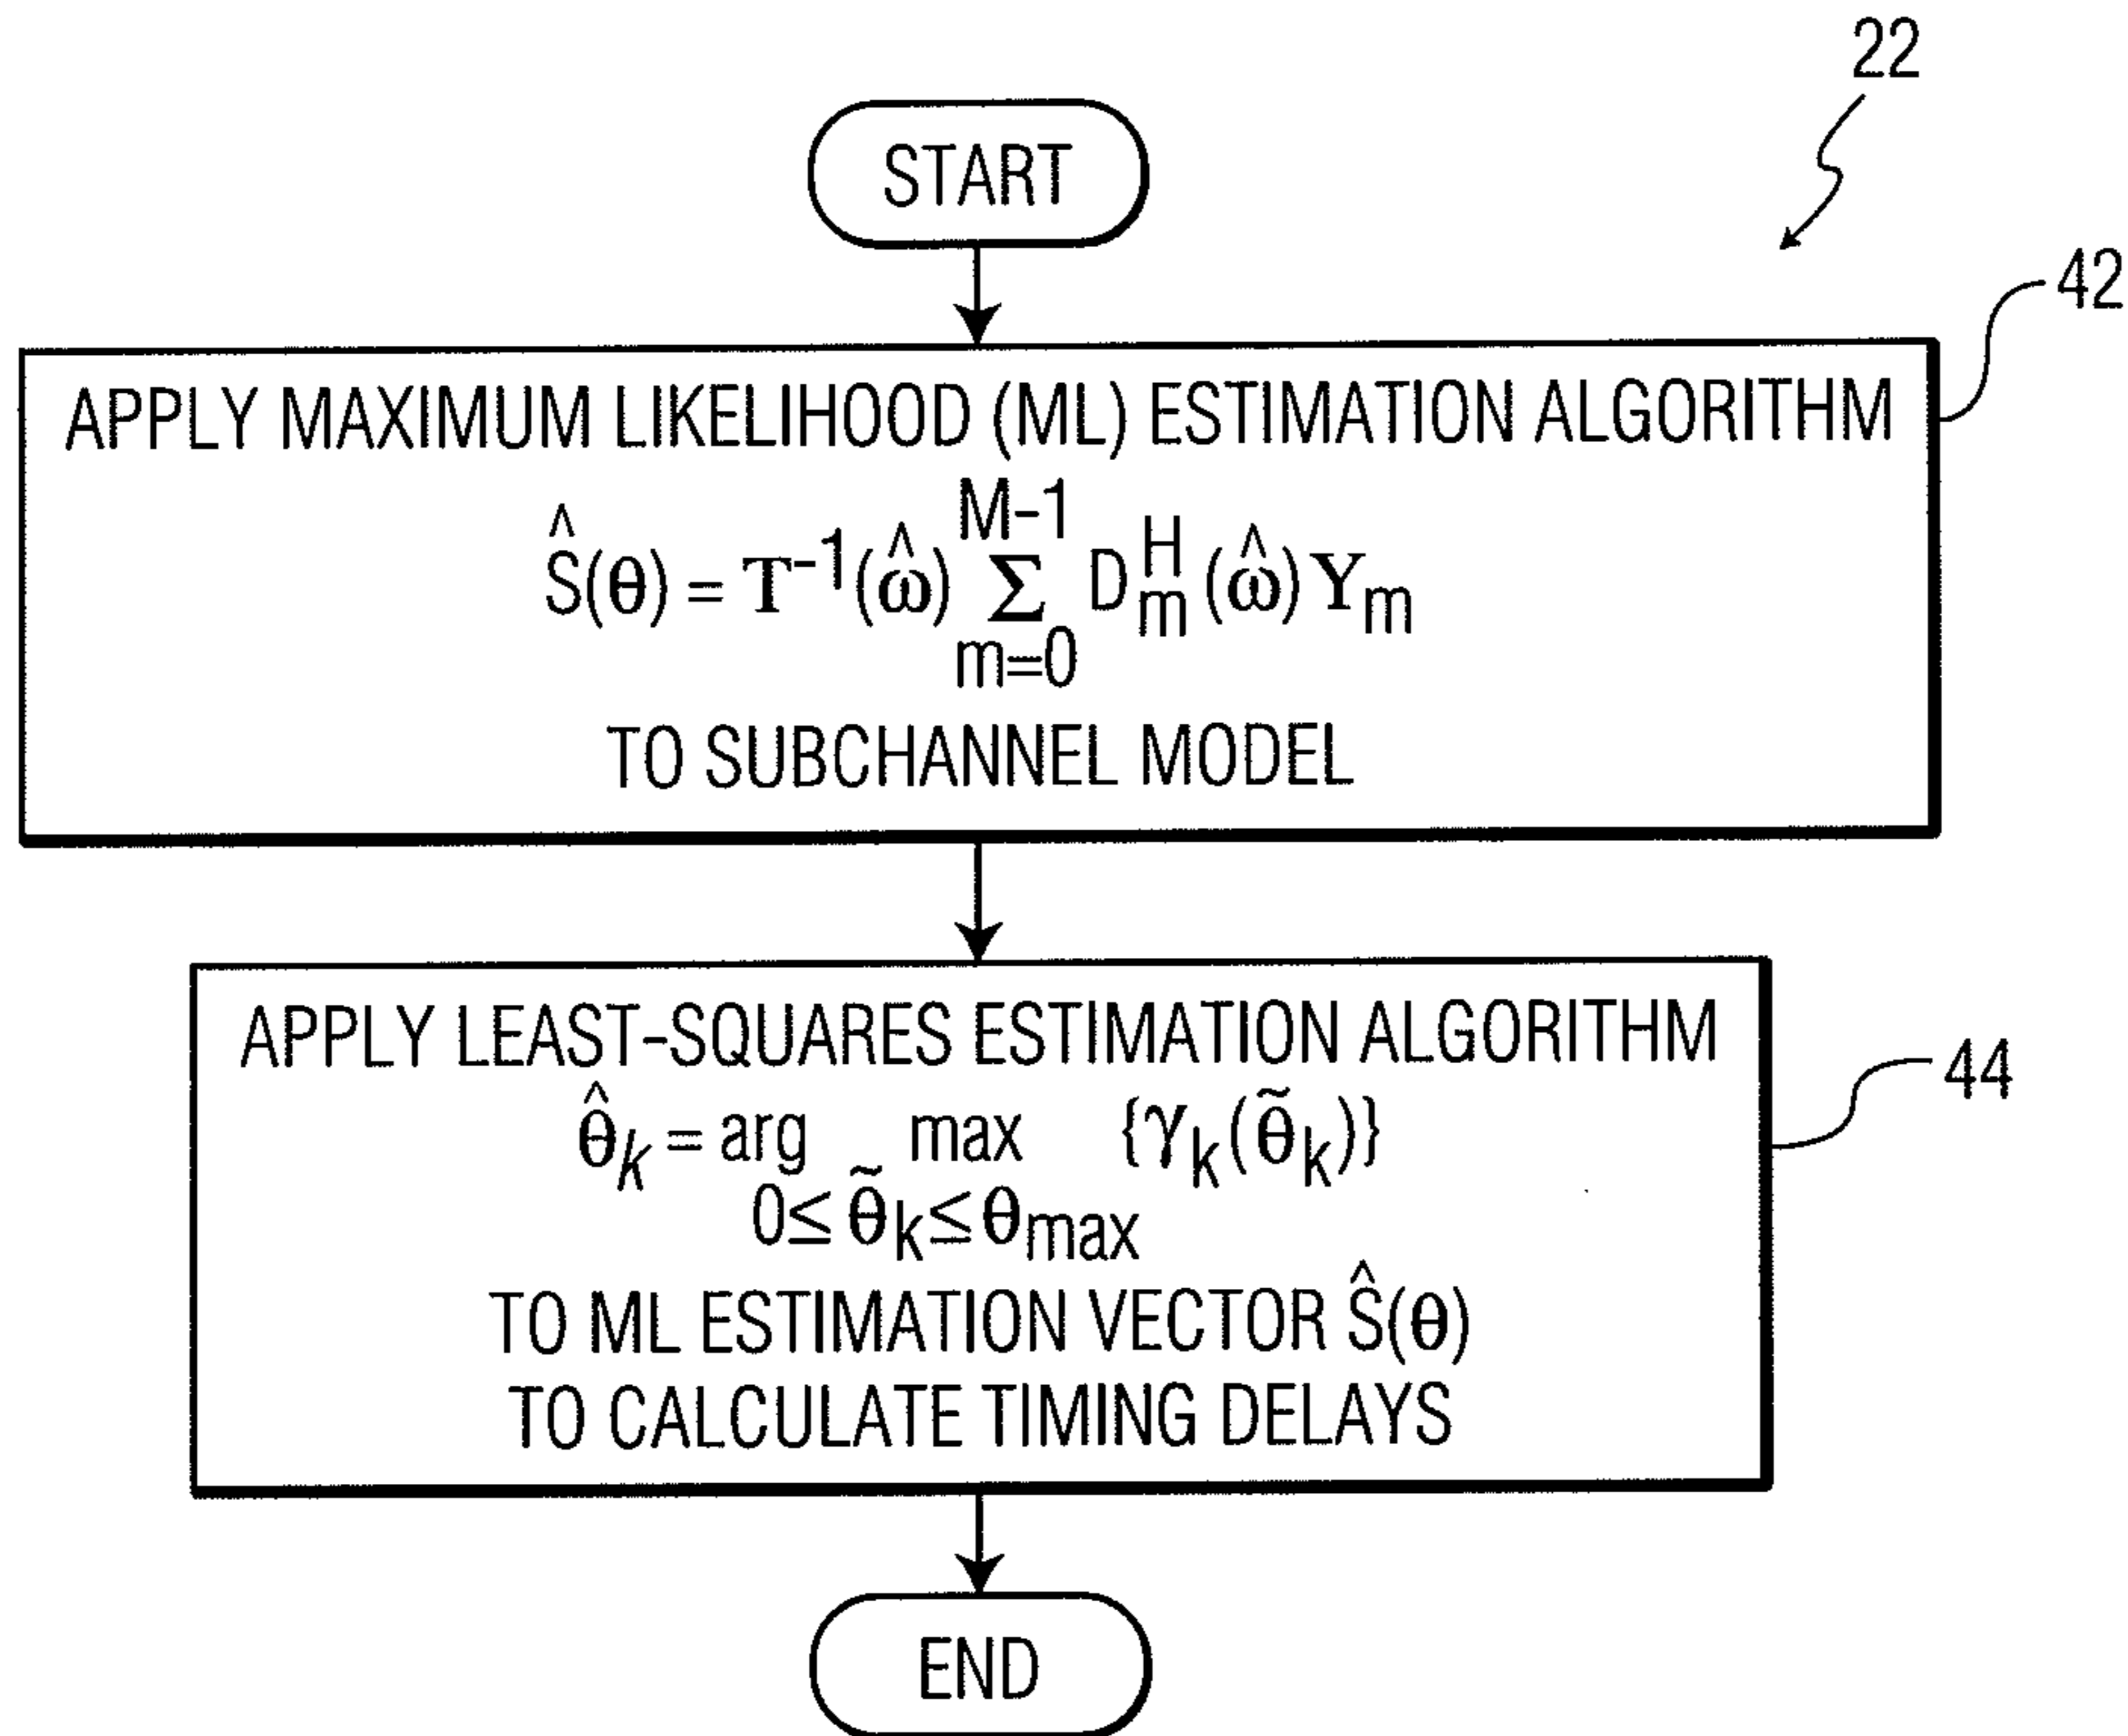 22
START
42
APPLY MAXIMUM LIKELIHOOD (ML) ESTIMATION ALGORITHM
Ŝ(θ) = T⁻¹(ω̂) Σ_{m=0}^{M-1} D_m^H (ω̂) Y_m
TO SUBCHANNEL MODEL
APPLY LEAST-SQUARES ESTIMATION ALGORITHM
44
θ̂_k = arg max {γ_k(θ̃_k)}
0≤ θ̃_k ≤ θ_max
TO ML ESTIMATION VECTOR Ŝ(θ)
TO CALCULATE TIMING DELAYS
END